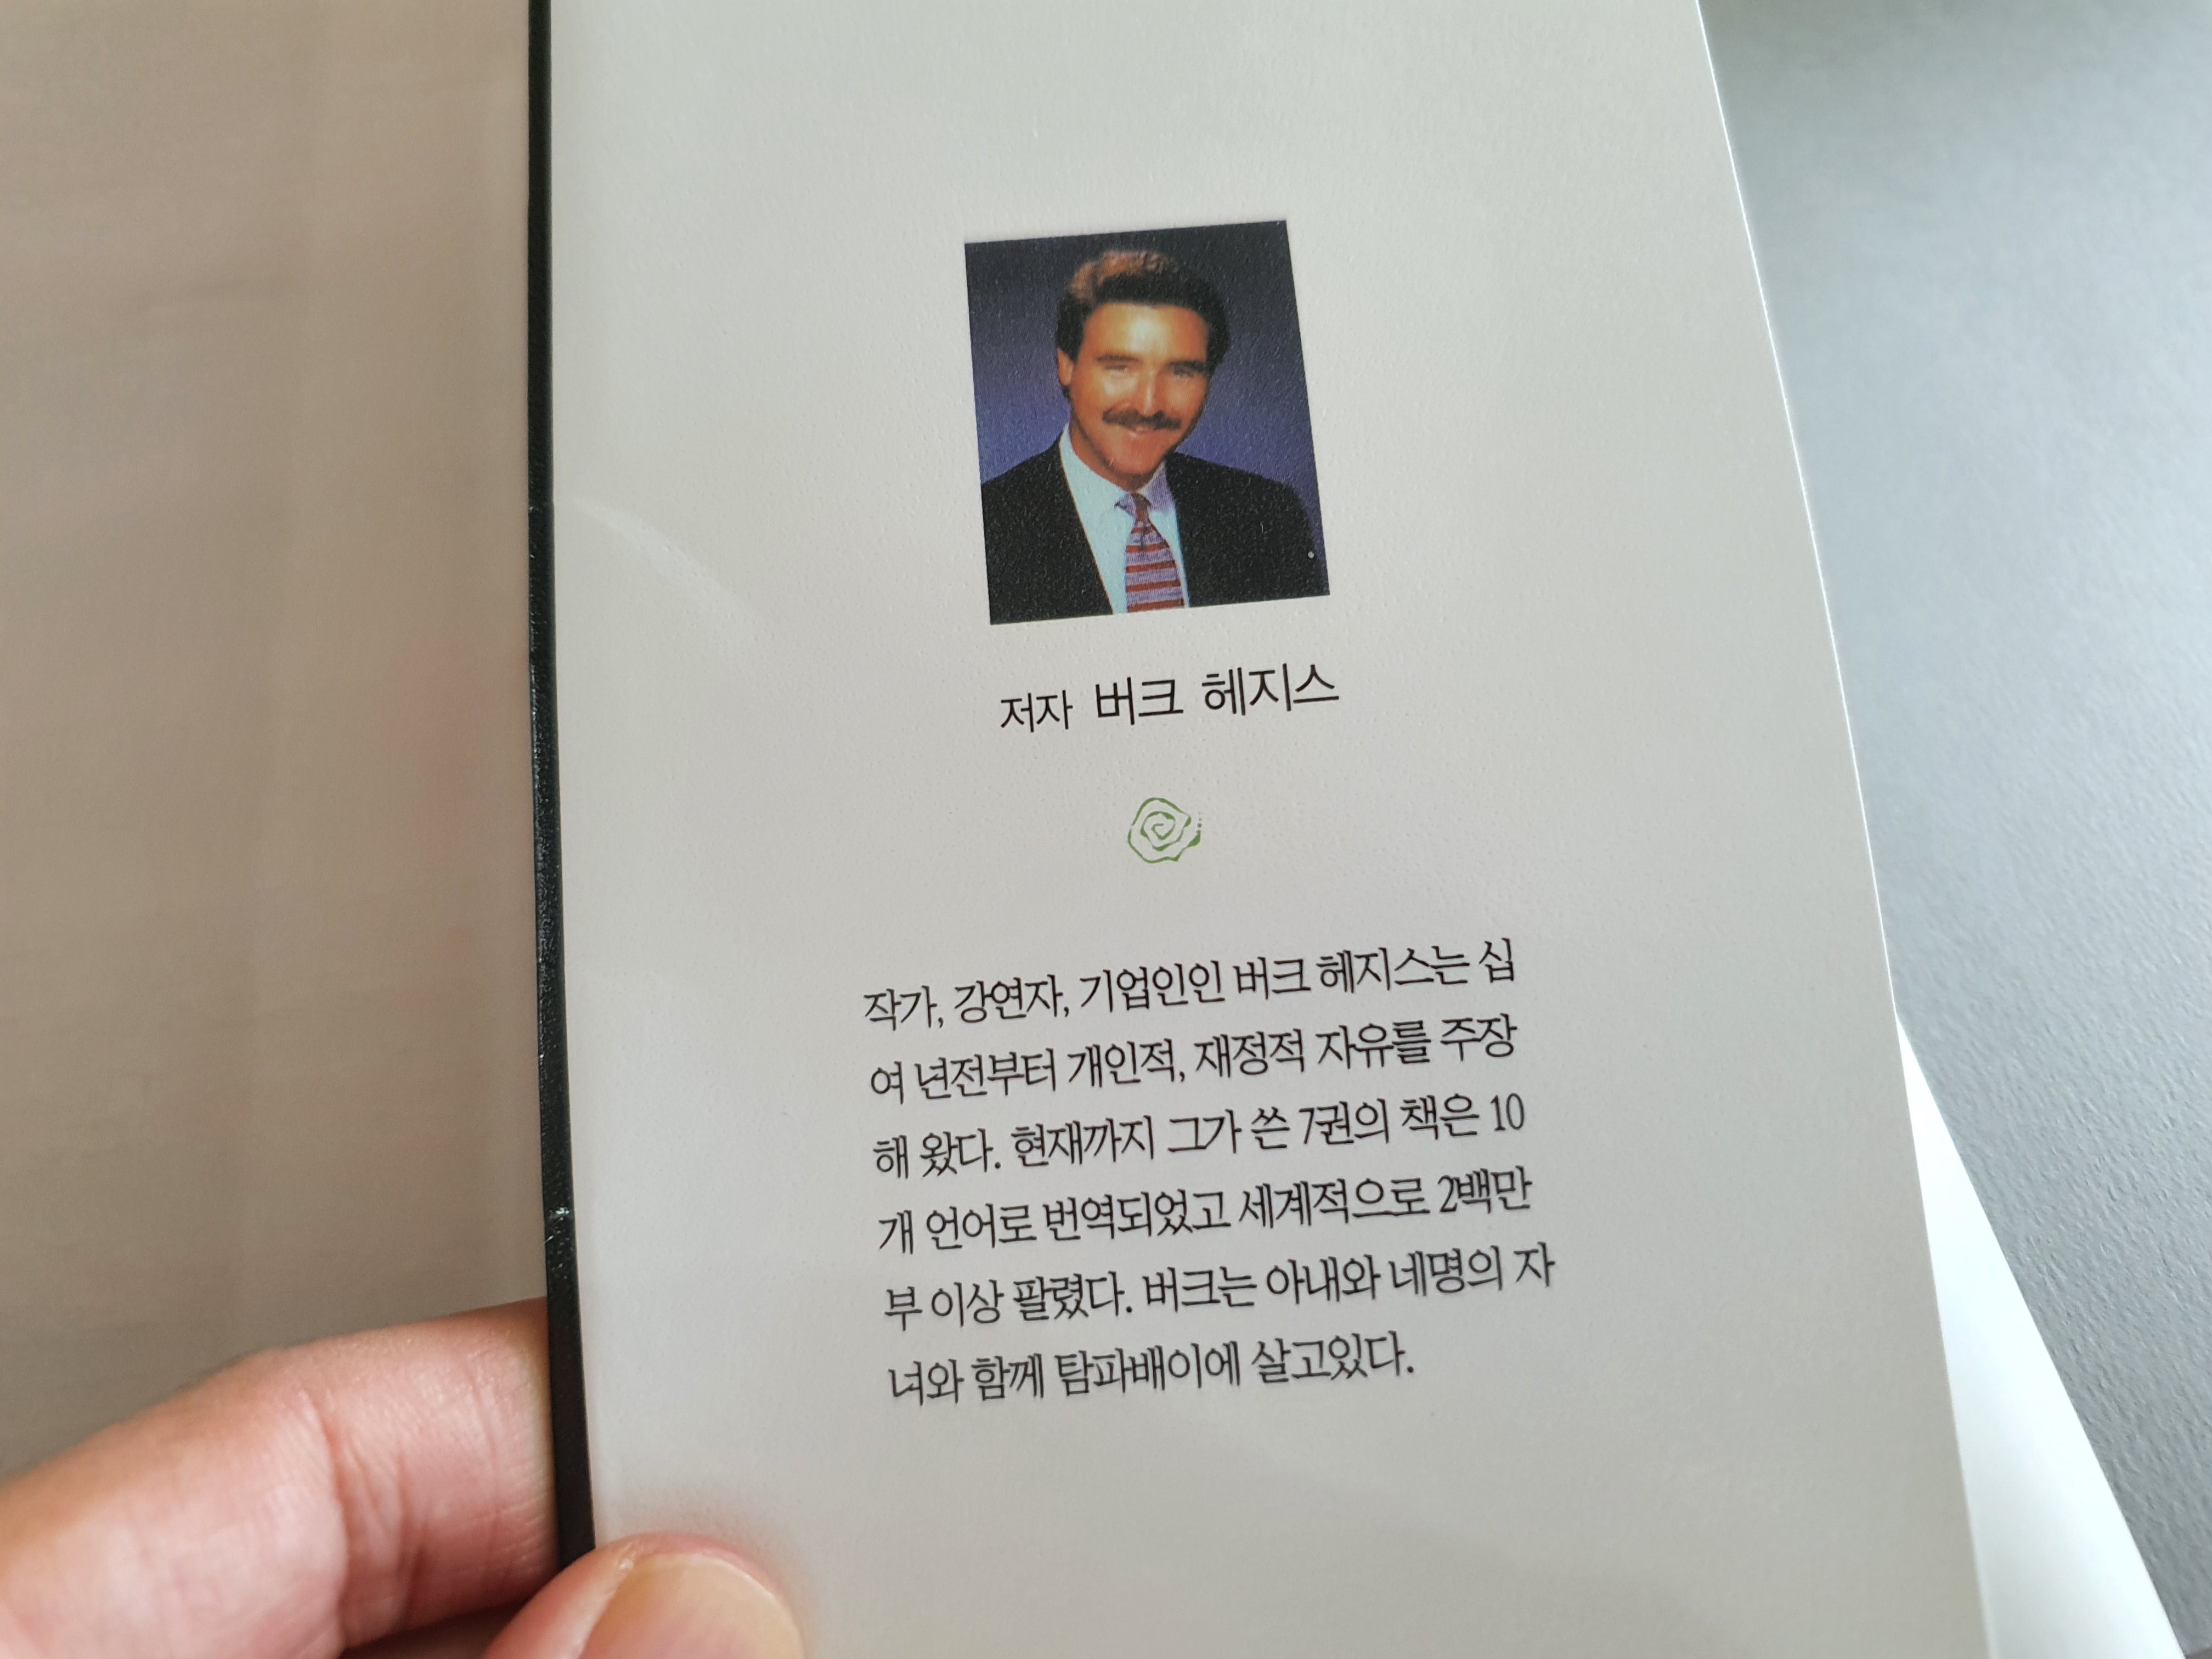 저자 버크 헤지스
작가, 강연자, 기업인인 버크 헤지스는 십
여 년전부터 개인적, 재정적 자유를 주장
해 왔다. 현재까지 그가 쓴 7권의 책은 10
개 언어로 번역되었고 세계적으로 2백만
부 이상 팔렸다. 버크는 아내와 네명의 자
녀와 함께 탐파배이에 살고있다.